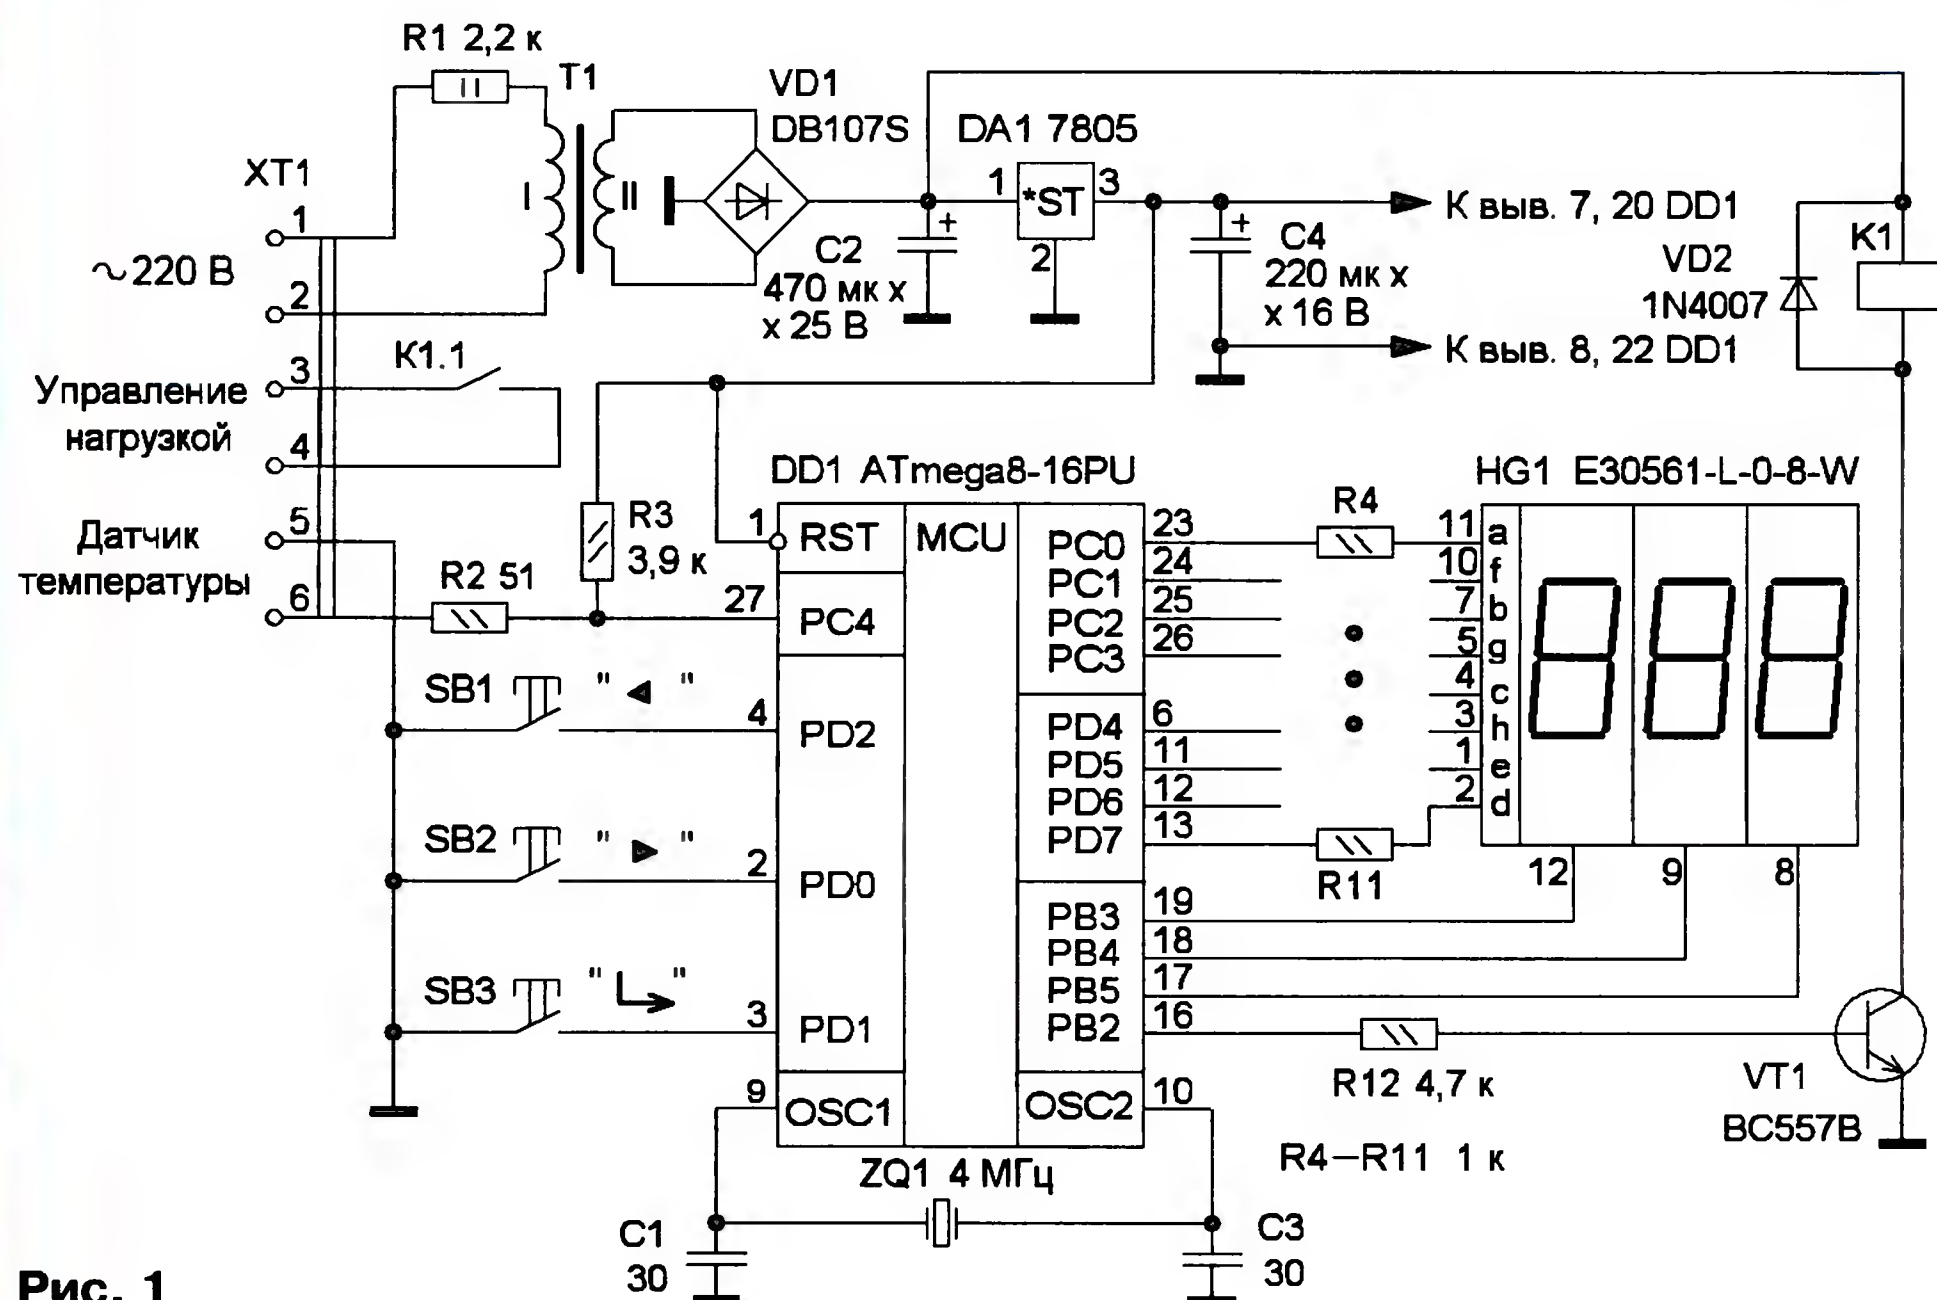 R1 2,2 к
T1
VD1
DB107S
DA1 7805
XT1
1
~220 В
2
I
II
1
*ST
3
2
C2
470 мк х
х 25 В
+
C4
220 мк х
х 16 В
+
К выв. 7, 20 DD1
К выв. 8, 22 DD1
VD2
1N4007
K1
3
K1.1
Управление
нагрузкой
4
Датчик
температуры
5
6
R2 51
R3
3,9 к
DD1 ATmega8-16PU
1
RST
MCU
27
PC4
SB1
"◄"
4
PD2
SB2
"►"
2
PD0
SB3
"↳"
3
PD1
9
OSC1
PC0
23
PC1
24
PC2
25
PC3
26
PD4
6
PD5
11
PD6
12
PD7
13
PB3
19
PB4
18
PB5
17
PB2
16
OSC2
10
R4
R11
HG1 E30561-L-0-8-W
11 a
10 f
7 b
5 g
4 c
3 h
1 e
2 d
12
9
8
R12 4,7 к
VT1
BC557B
R4—R11 1 к
ZQ1 4 МГц
C1
30
C3
30
Рис. 1